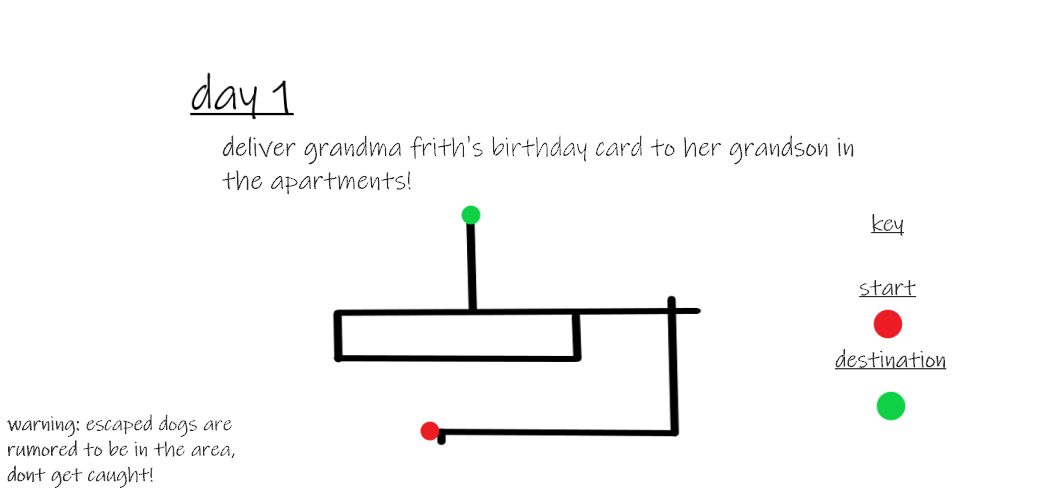 day 1
deliver grandma frith's birthday card to her grandson in
the apartments!
key
start
destination
warning: escaped dogs are
rumored to be in the area,
dont get caught!